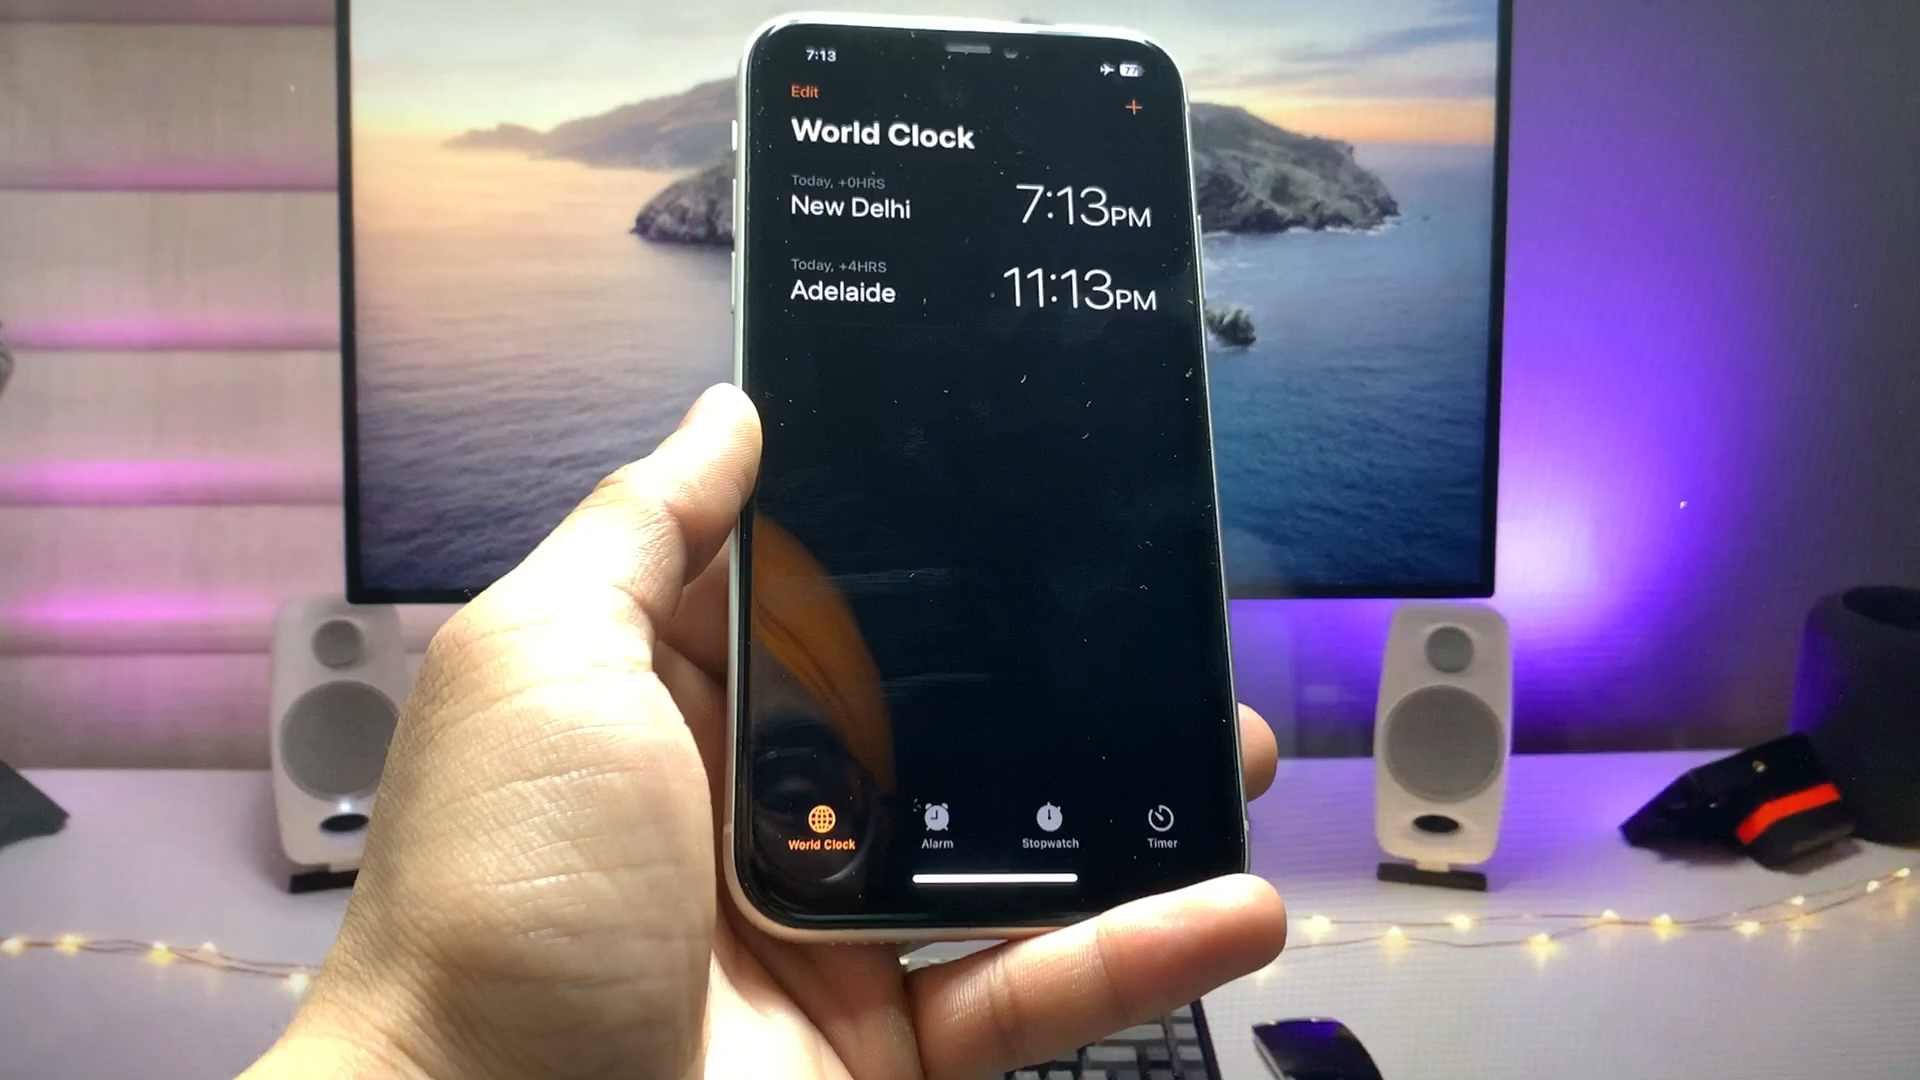 7:13
77
Edit
+
World Clock
Today, +0HRS
New Delhi 7:13PM
Today, +4HRS
Adelaide 11:13PM
World Clock Alarm Stopwatch Timer